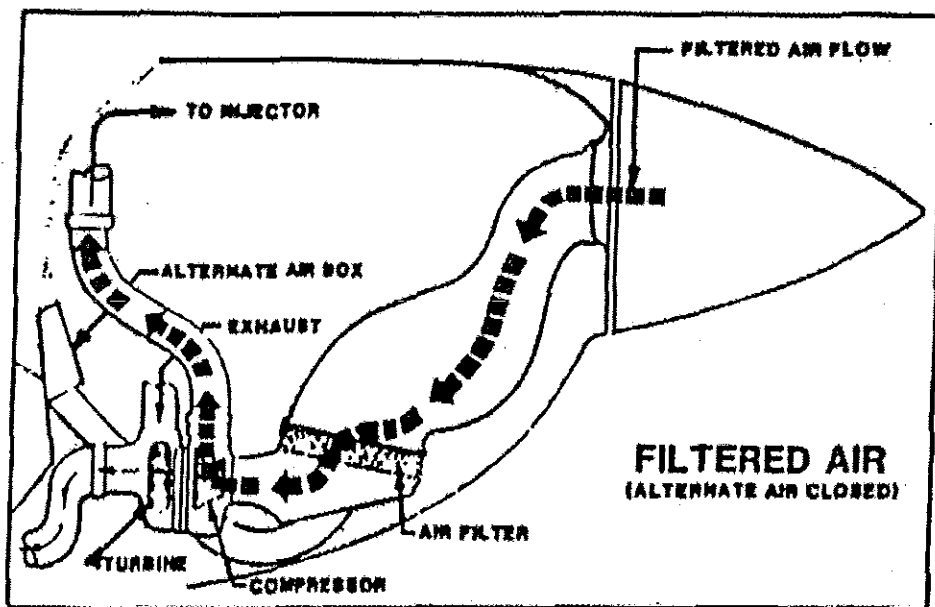 FILTERED AIR FLOW
TO INJECTOR
ALTERNATE AIR BOX
EXHAUST
FILTERED AIR
(ALTERNATE AIR CLOSED)
AIR FILTER
TURBINE
COMPRESSOR